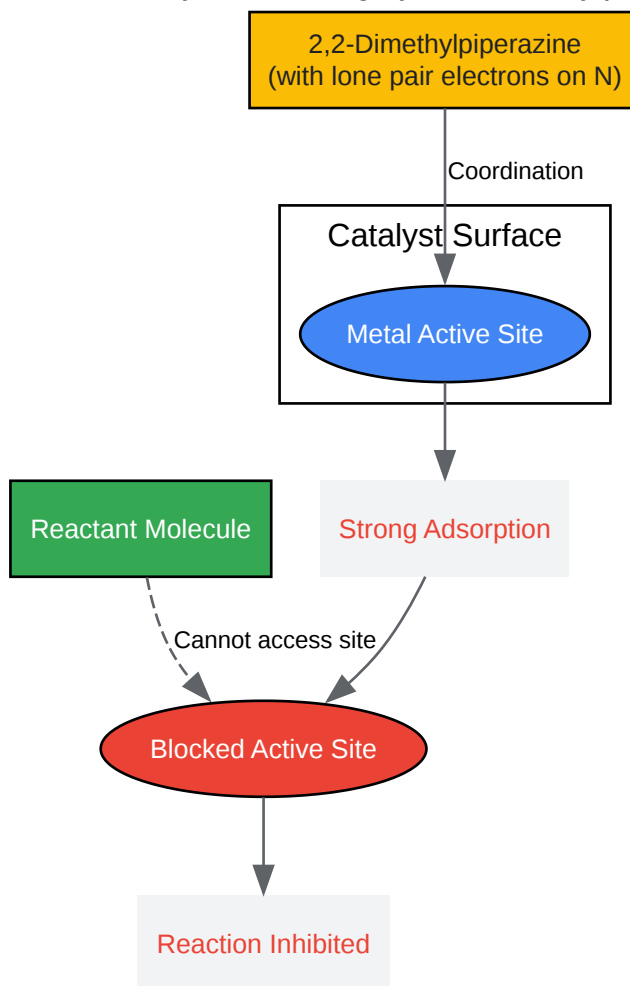 2,2-Dimethylpiperazine
(with lone pair electrons on N)
Coordination
Catalyst Surface
Metal Active Site
Reactant Molecule
Strong Adsorption
Cannot access site
Blocked Active Site
Reaction Inhibited